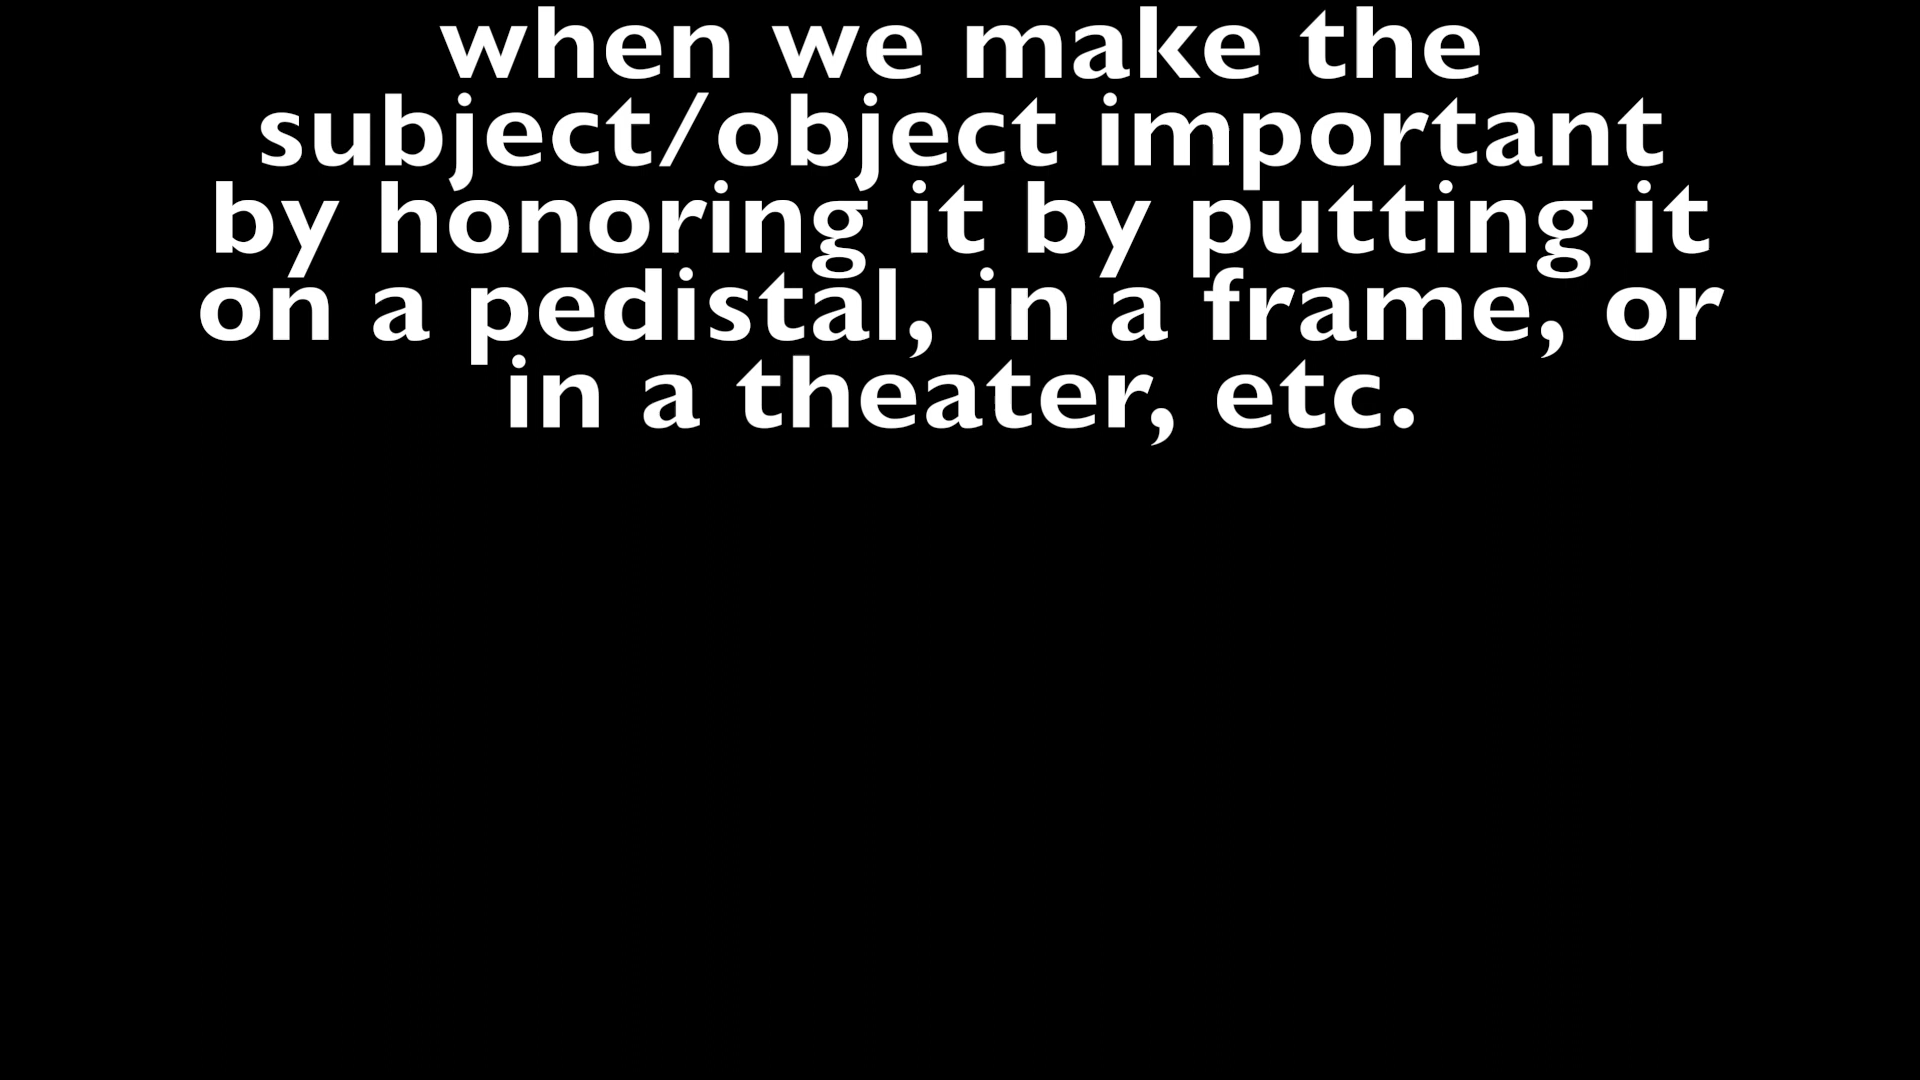 when we make the
subject/object important
by honoring it by putting it
on a pedistal, in a frame, or
in a theater, etc.